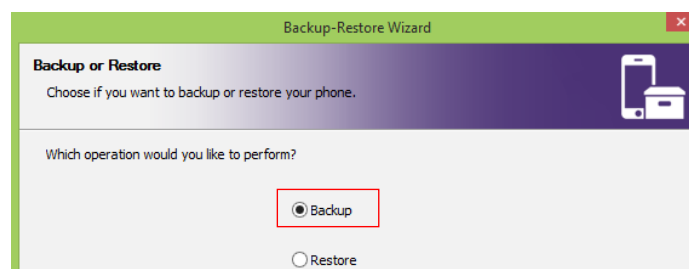 Backup-Restore Wizard
Backup or Restore
Choose if you want to backup or restore your phone.
Which operation would you like to perform?
Backup
Restore